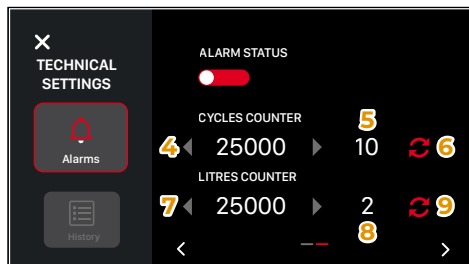 TECHNICAL
SETTINGS
Alarms
History
ALARM STATUS
CYCLES COUNTER
5
4 25000 10 6
LITRES COUNTER
7 25000 2 9
8